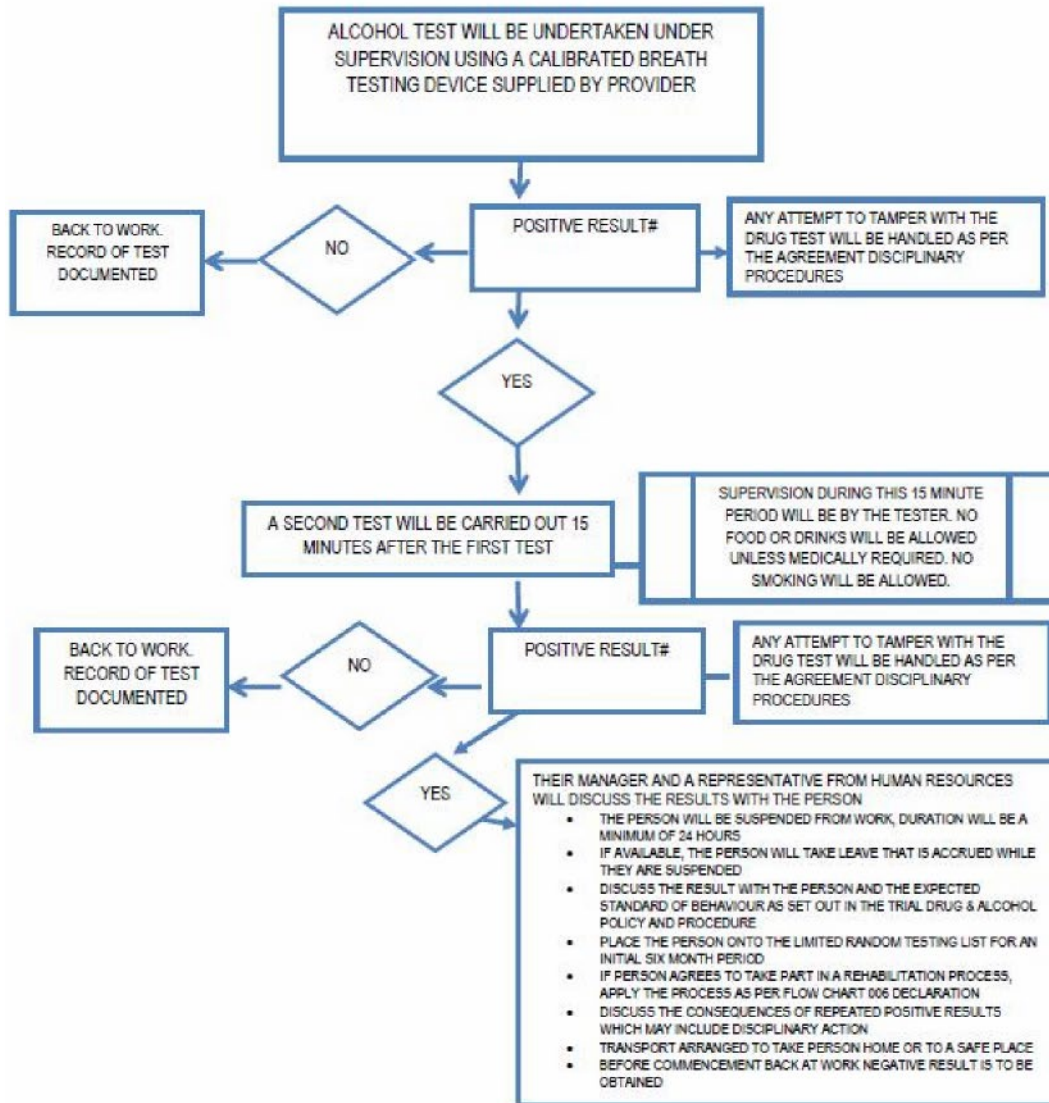 ALCOHOL TEST WILL BE UNDERTAKEN UNDER
SUPERVISION USING A CALIBRATED BREATH
TESTING DEVICE SUPPLIED BY PROVIDER
BACK TO WORK.
RECORD OF TEST
DOCUMENTED
NO
POSITIVE RESULT#
ANY ATTEMPT TO TAMPER WITH THE
DRUG TEST WILL BE HANDLED AS PER
THE AGREEMENT DISCIPLINARY
PROCEDURES
YES
A SECOND TEST WILL BE CARRIED OUT 15
MINUTES AFTER THE FIRST TEST
SUPERVISION DURING THIS 15 MINUTE
PERIOD WILL BE BY THE TESTER. NO
FOOD OR DRINKS WILL BE ALLOWED
UNLESS MEDICALLY REQUIRED. NO
SMOKING WILL BE ALLOWED.
BACK TO WORK.
RECORD OF TEST
DOCUMENTED
NO
POSITIVE RESULT#
ANY ATTEMPT TO TAMPER WITH THE
DRUG TEST WILL BE HANDLED AS PER
THE AGREEMENT DISCIPLINARY
PROCEDURES
YES
THEIR MANAGER AND A REPRESENTATIVE FROM HUMAN RESOURCES
WILL DISCUSS THE RESULTS WITH THE PERSON
• THE PERSON WILL BE SUSPENDED FROM WORK, DURATION WILL BE A
MINIMUM OF 24 HOURS
• IF AVAILABLE, THE PERSON WILL TAKE LEAVE THAT IS ACCRUED WHILE
THEY ARE SUSPENDED
• DISCUSS THE RESULT WITH THE PERSON AND THE EXPECTED
STANDARD OF BEHAVIOUR AS SET OUT IN THE TRIAL DRUG & ALCOHOL
POLICY AND PROCEDURE
• PLACE THE PERSON ONTO THE LIMITED RANDOM TESTING LIST FOR AN
INITIAL SIX MONTH PERIOD
• IF PERSON AGREES TO TAKE PART IN A REHABILITATION PROCESS,
APPLY THE PROCESS AS PER FLOW CHART 006 DECLARATION
• DISCUSS THE CONSEQUENCES OF REPEATED POSITIVE RESULTS
WHICH MAY INCLUDE DISCIPLINARY ACTION
• TRANSPORT ARRANGED TO TAKE PERSON HOME OR TO A SAFE PLACE
• BEFORE COMMENCEMENT BACK AT WORK NEGATIVE RESULT IS TO BE
OBTAINED